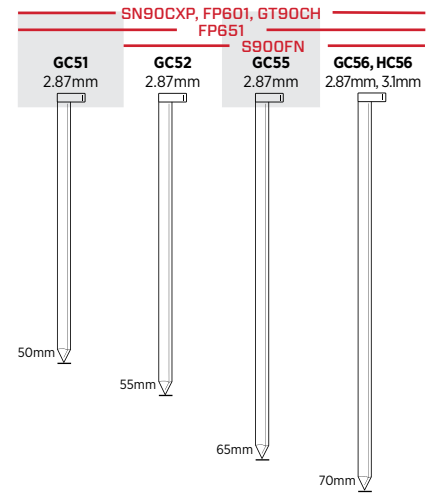 SN90CXP, FP601, GT90CH
FP651
S900FN
GC51 GC52 GC55 GC56, HC56
2.87mm 2.87mm 2.87mm 2.87mm, 3.1mm
50mm
55mm
65mm
70mm